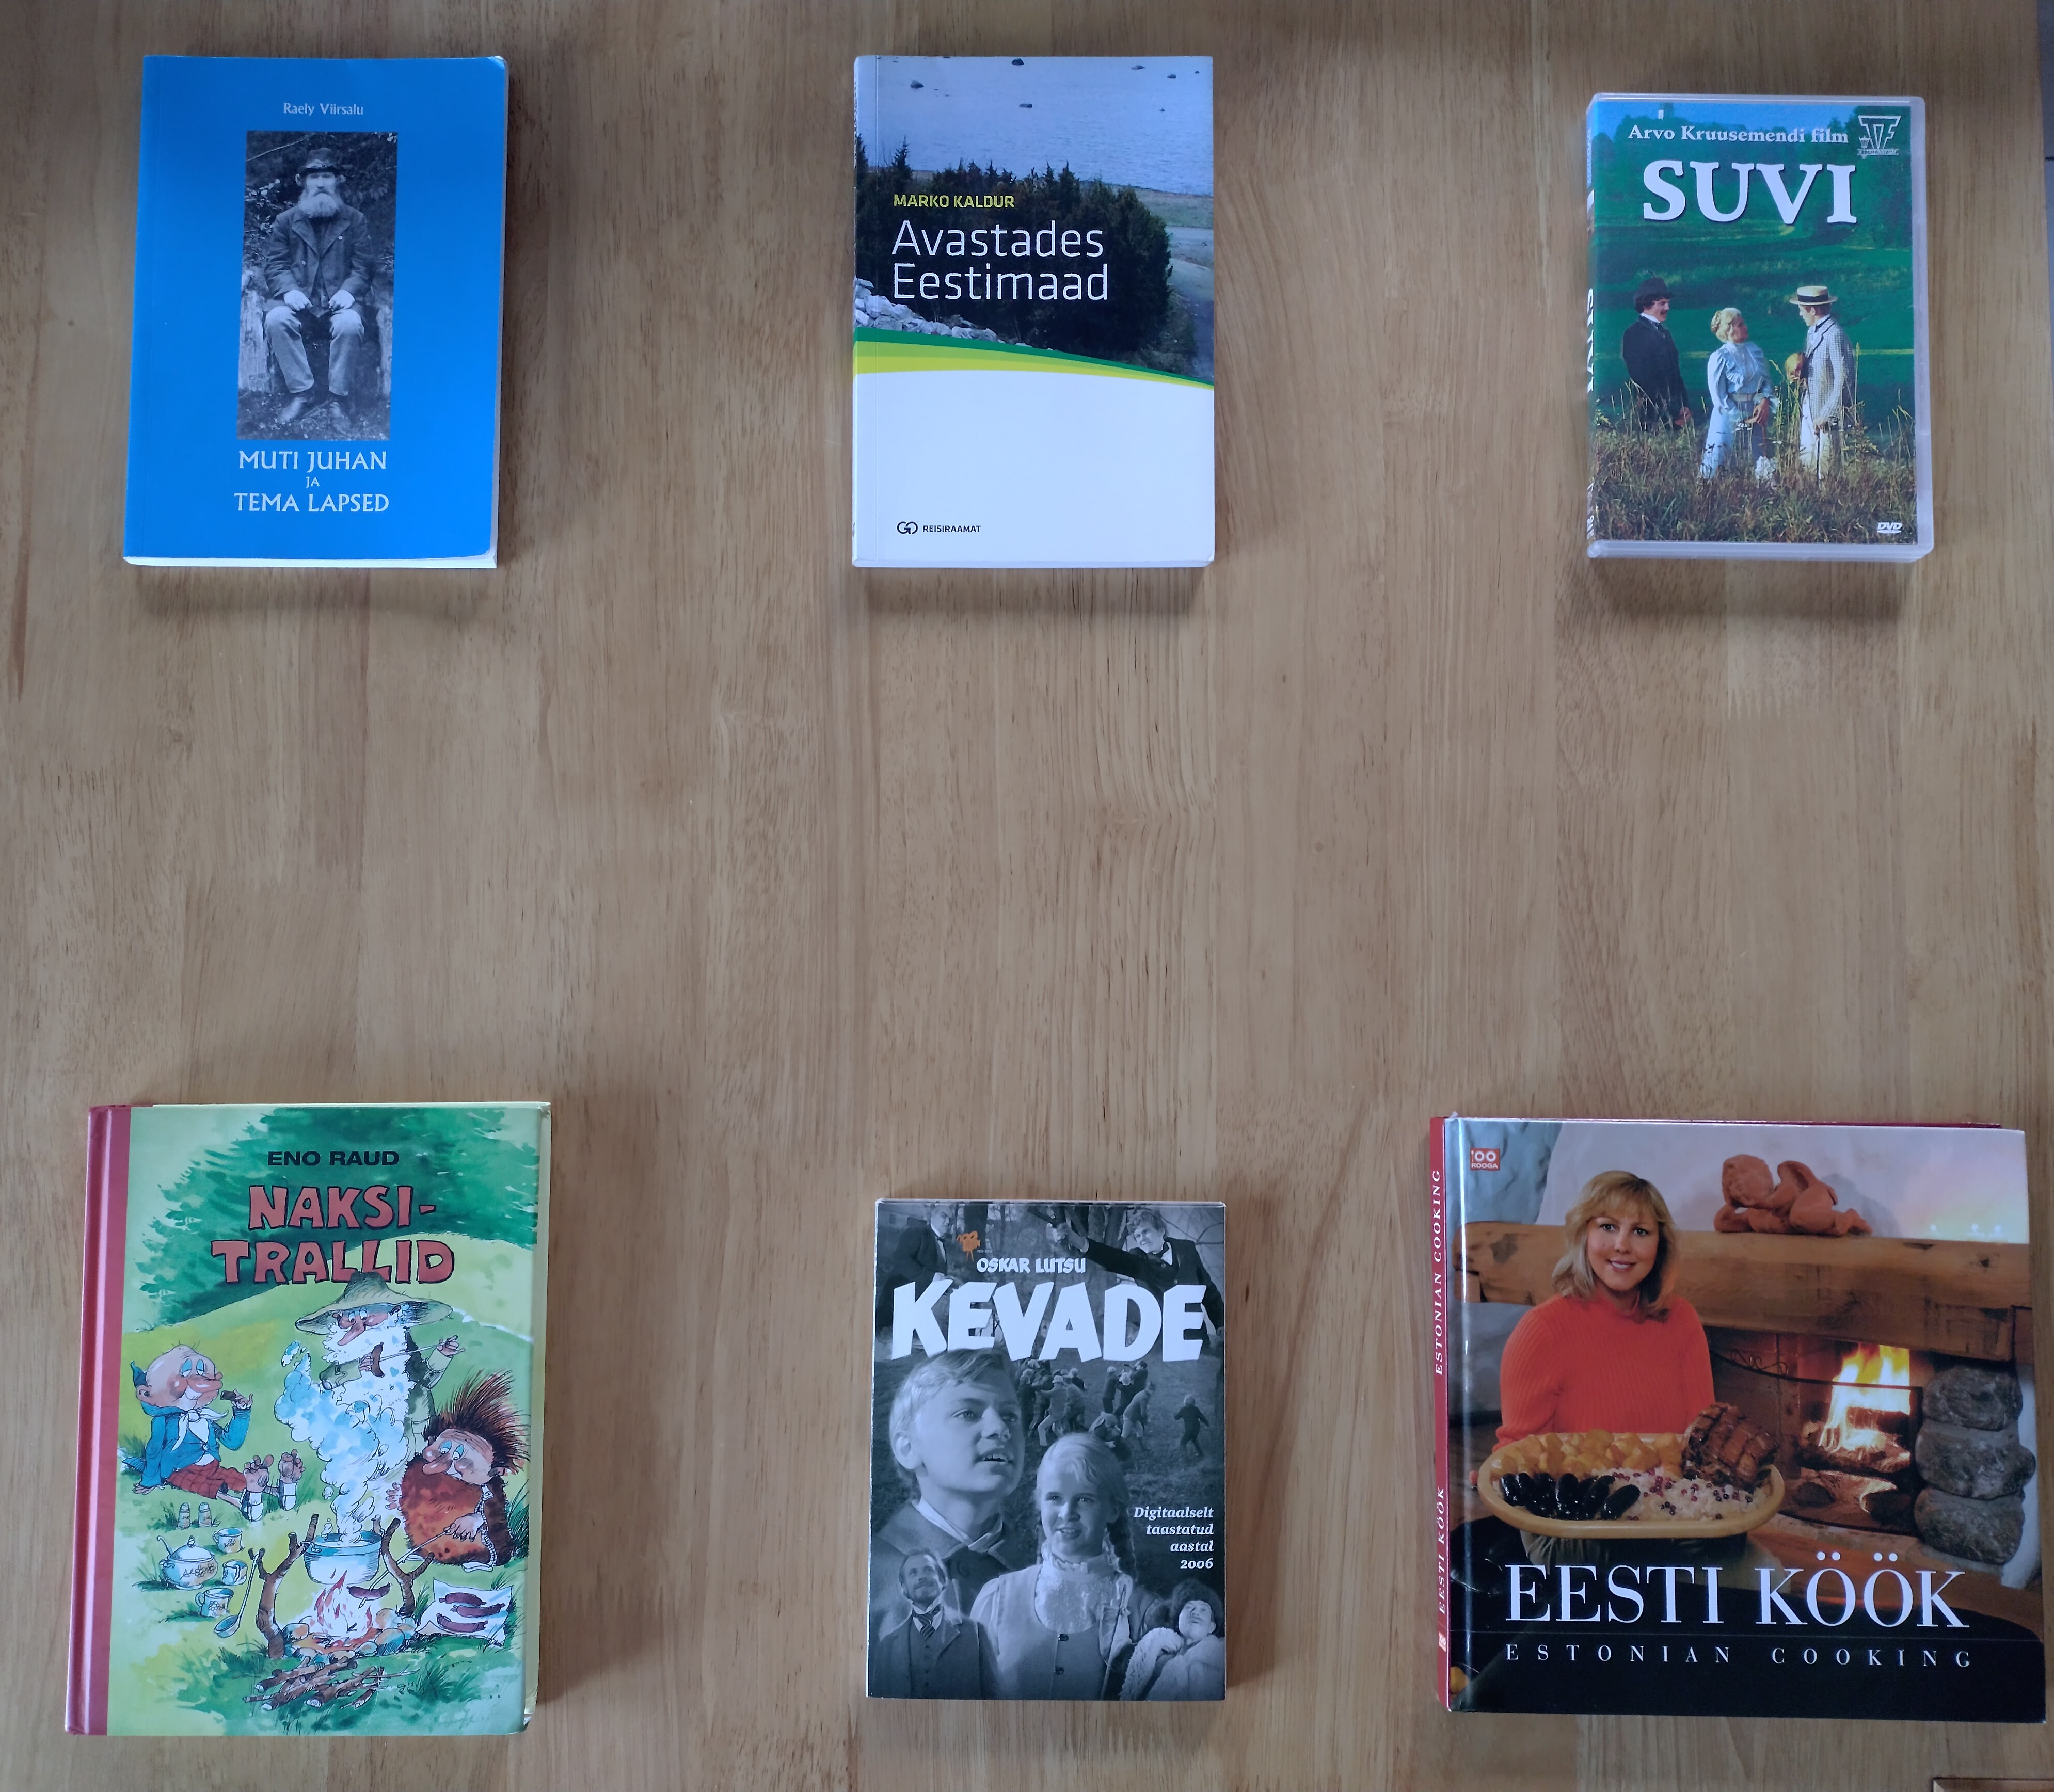 Raely Viirsalu
MUTI JUHAN
JA
TEMA LAPSED
MARKO KALDUR
Avastades
Eestimaad
GO REISIRAAMAT
Arvo Kruusemendi film
SUVI
SUVI
DVD
ENO RAUD
NAKSI-
TRALLID
OSKAR LUTSU
KEVADE
Digitaalselt
taastatud
aastal
2006
EESTI KÖÖK ESTONIAN COOKING
100
ROOGA
EESTI KÖÖK
ESTONIAN COOKING